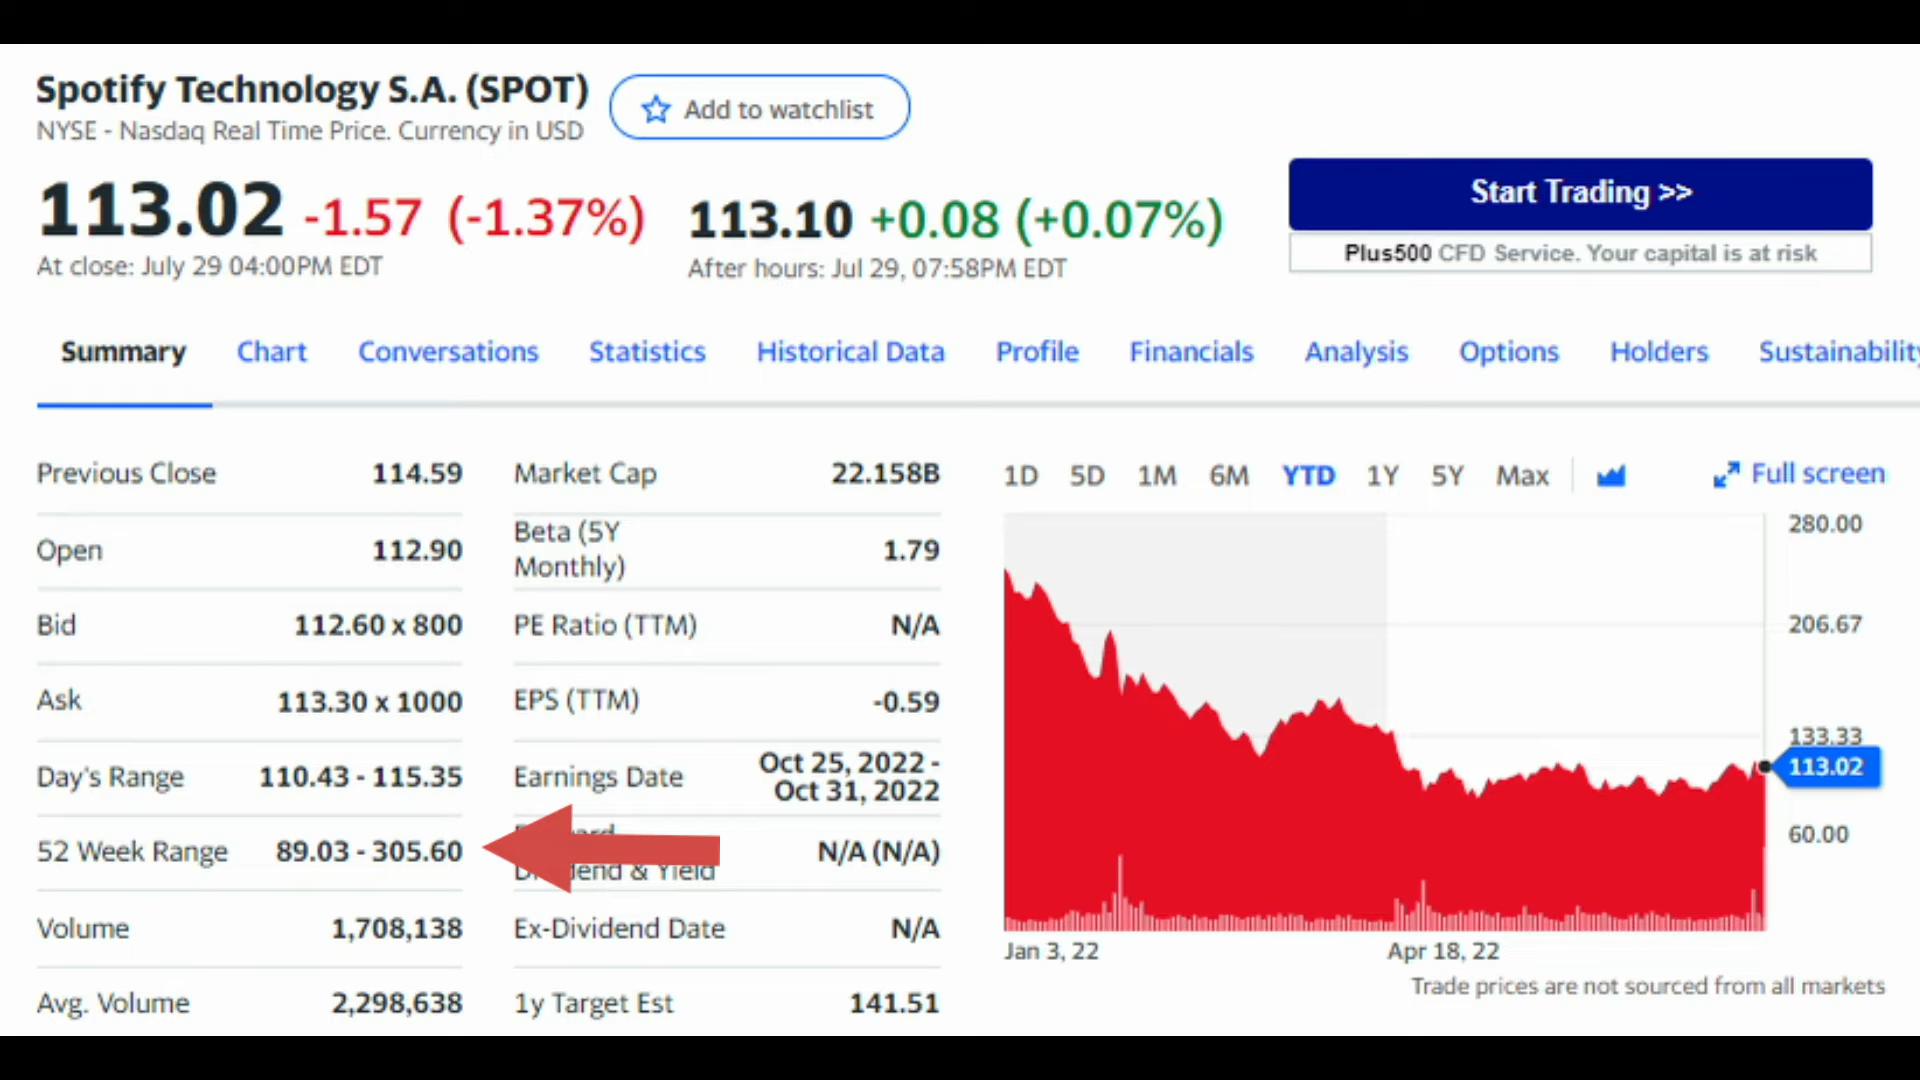 Spotify Technology S.A. (SPOT)
Add to watchlist
NYSE - Nasdaq Real Time Price. Currency in USD
113.02 -1.57 (-1.37%)
At close: July 29 04:00PM EDT
113.10 +0.08 (+0.07%)
After hours: Jul 29, 07:58PM EDT
Start Trading >>
Plus500 CFD Service. Your capital is at risk
Summary Chart Conversations Statistics Historical Data Profile Financials Analysis Options Holders Sustainability
Previous Close 114.59
Open 112.90
Bid 112.60 x 800
Ask 113.30 x 1000
Day's Range 110.43 - 115.35
52 Week Range 89.03 - 305.60
Volume 1,708,138
Avg. Volume 2,298,638
Market Cap 22.158B
Beta (5Y
Monthly) 1.79
PE Ratio (TTM) N/A
EPS (TTM) -0.59
Earnings Date Oct 25, 2022 -
Oct 31, 2022
& Yield N/A (N/A)
Ex-Dividend Date N/A
1y Target Est 141.51
1D 5D 1M 6M YTD 1Y 5Y Max
Full screen
280.00
206.67
133.33
113.02
60.00
Jan 3, 22 Apr 18, 22
Trade prices are not sourced from all markets